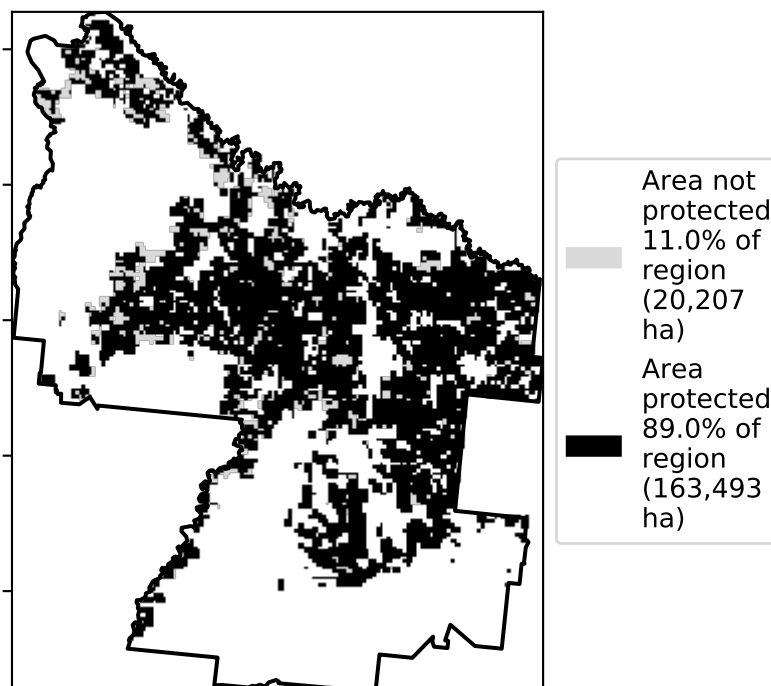 Area not
protected
11.0% of
region
(20,207
ha)
Area
protected
89.0% of
region
(163,493
ha)